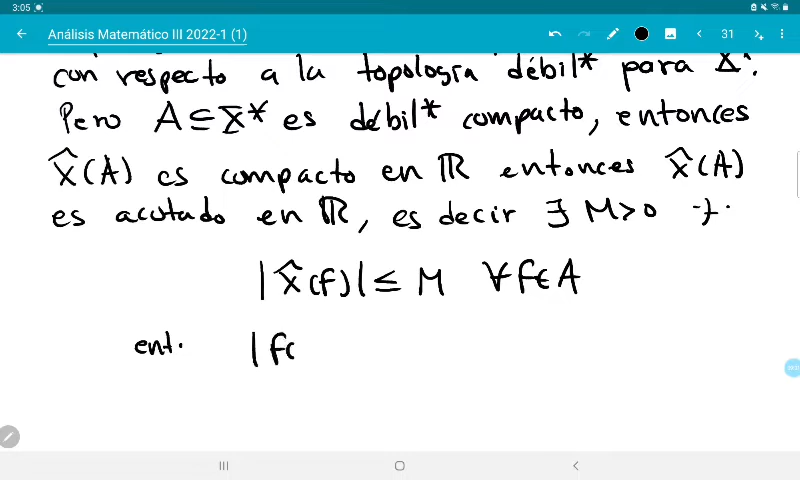 3:05
Análisis Matemático III 2022-1 (1)
31
con respecto a la topología débil* para X*.
Pero A ⊆ X* es débil* compacto, entonces
x̂(A) es compacto en ℝ entonces x̂(A)
es acotado en ℝ, es decir ∃ M>0 +.
|x̂(f)| ≤ M ∀f∈A
ent. |f(